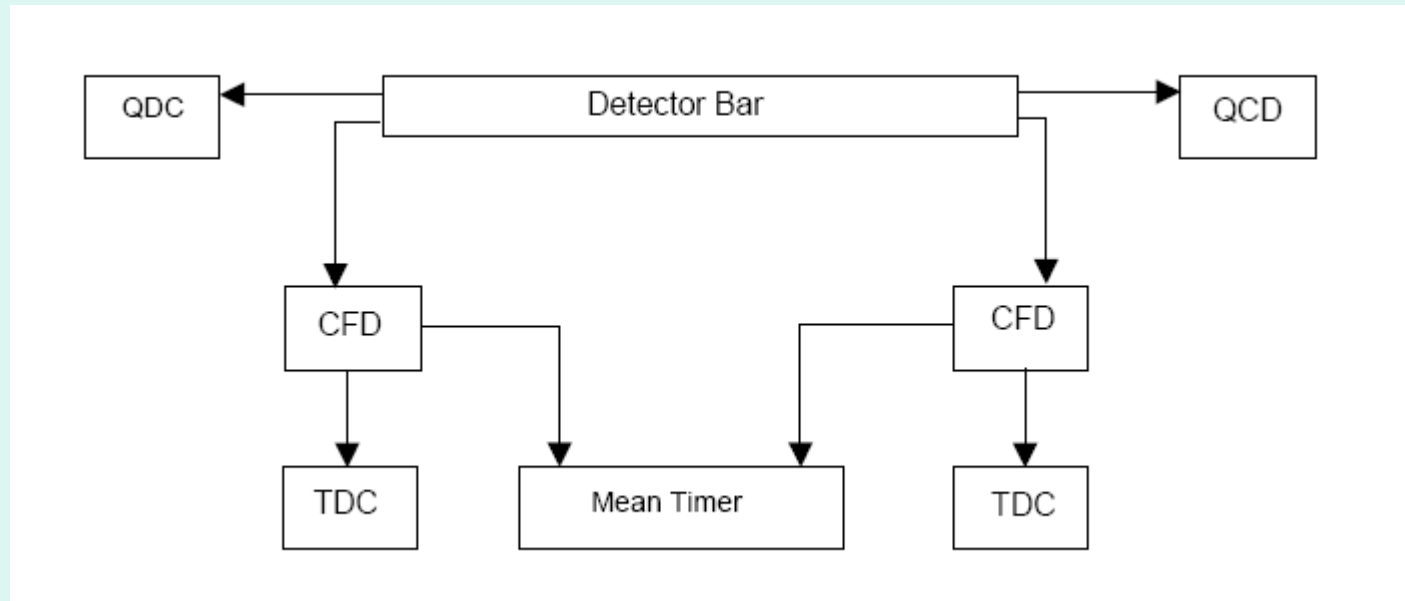 QDC
Detector Bar
QCD
CFD
CFD
TDC
Mean Timer
TDC